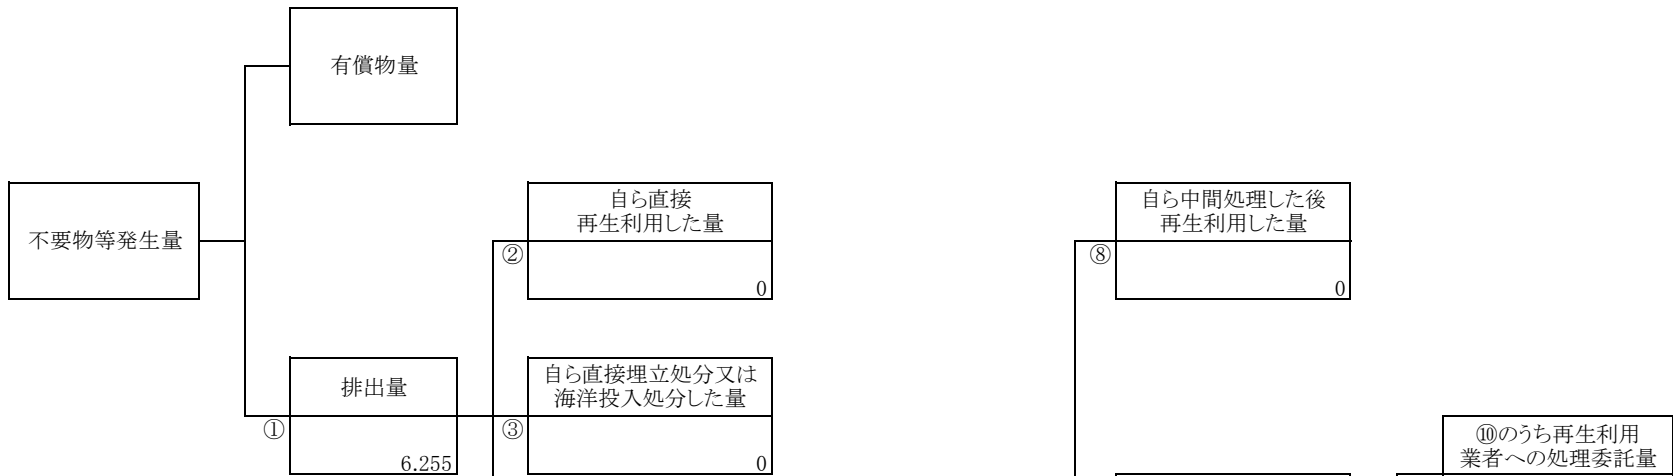 有償物量
不要物等発生量
自ら直接
再生利用した量
②
0
自ら中間処理した後
再生利用した量
⑧
0
排出量
①
6.255
自ら直接埋立処分又は
海洋投入処分した量
③
0
⑩のうち再生利用
業者への処理委託量